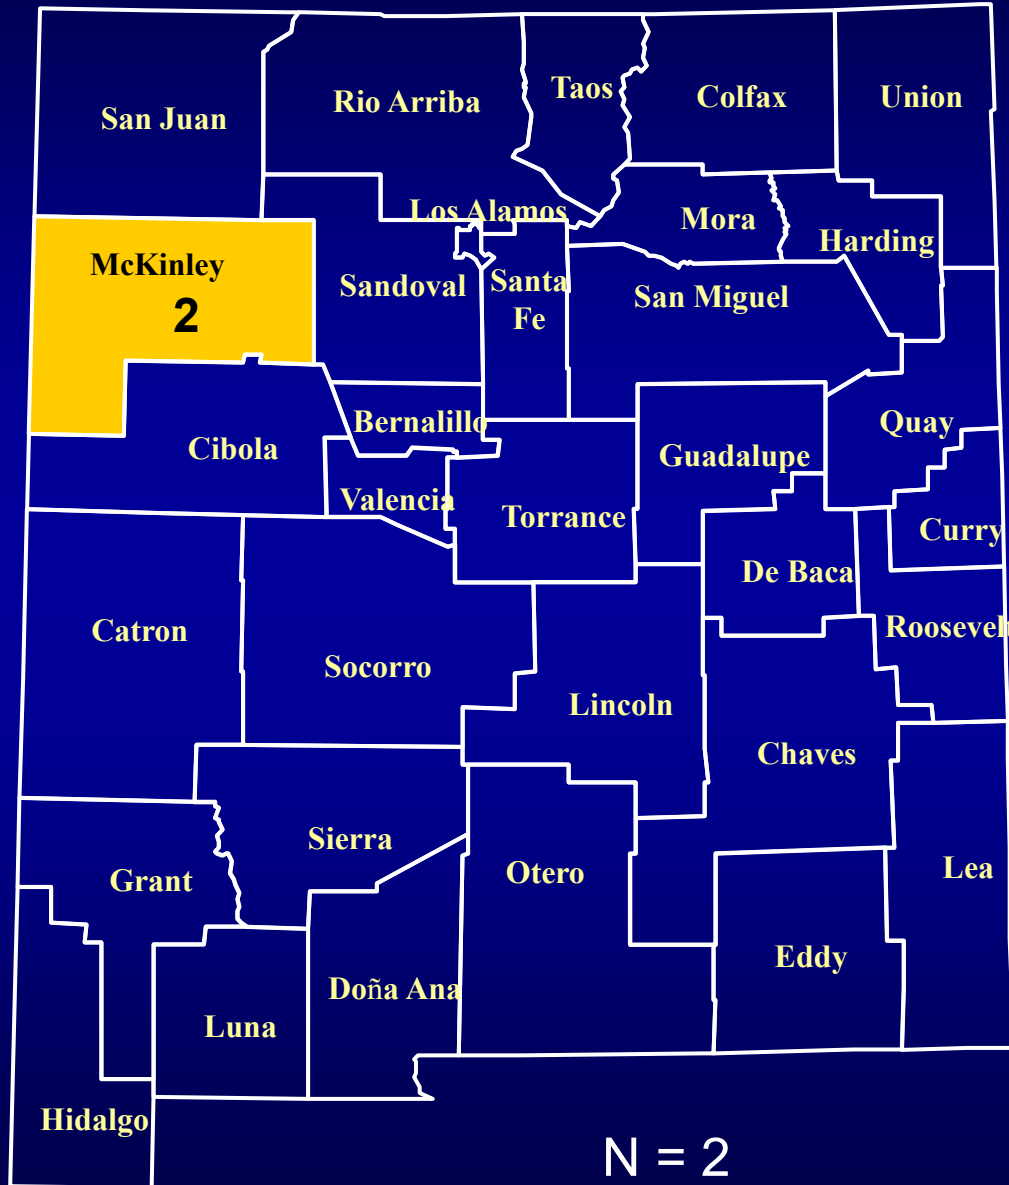 San Juan
Rio Arriba
Taos
Colfax
Union
Los Alamos
Mora
Harding
McKinley
2
Sandoval
Santa
Fe
San Miguel
Bernalillo
Cibola
Guadalupe
Quay
Valencia
Torrance
Curry
De Baca
Catron
Socorro
Roosevelt
Lincoln
Chaves
Sierra
Grant
Otero
Lea
Eddy
Doña Ana
Luna
Hidalgo
N = 2